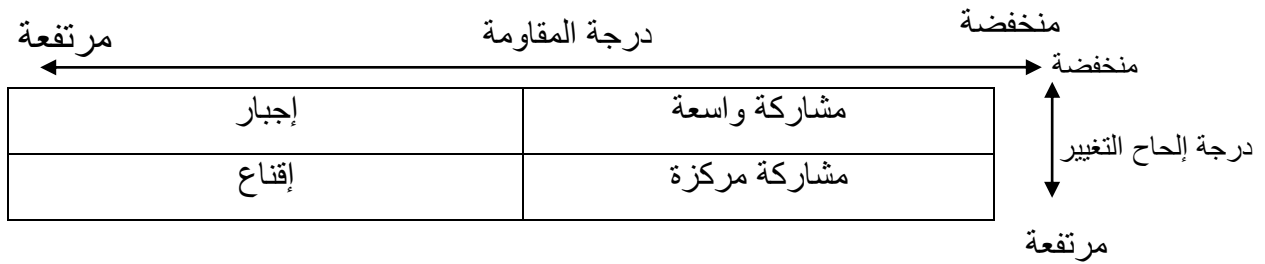 منخفضة درجة المقاومة مرتفعة
منخفضة
مشاركة واسعة إجبار
درجة إلحاح التغيير
مشاركة مركزة إقناع
مرتفعة